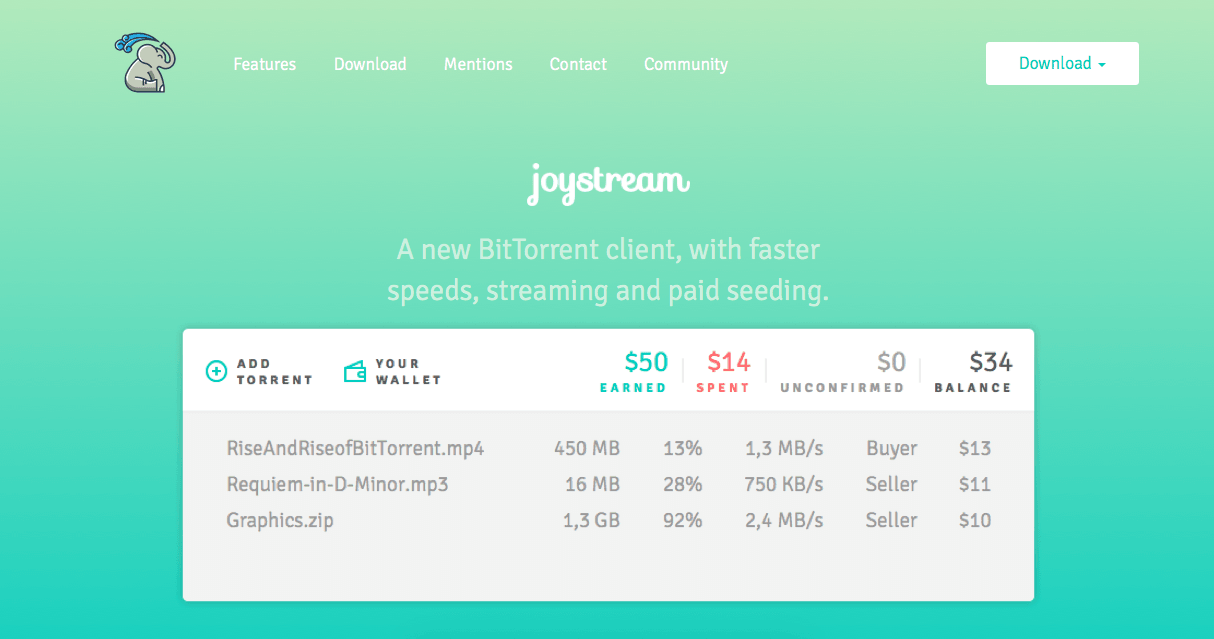 Features Download Mentions Contact Community Download
joystream
A new BitTorrent client, with faster
speeds, streaming and paid seeding.
ADD TORRENT YOUR WALLET $50 EARNED $14 SPENT $0 UNCONFIRMED $34 BALANCE
RiseAndRiseofBitTorrent.mp4 450 MB 13% 1,3 MB/s Buyer $13
Requiem-in-D-Minor.mp3 16 MB 28% 750 KB/s Seller $11
Graphics.zip 1,3 GB 92% 2,4 MB/s Seller $10